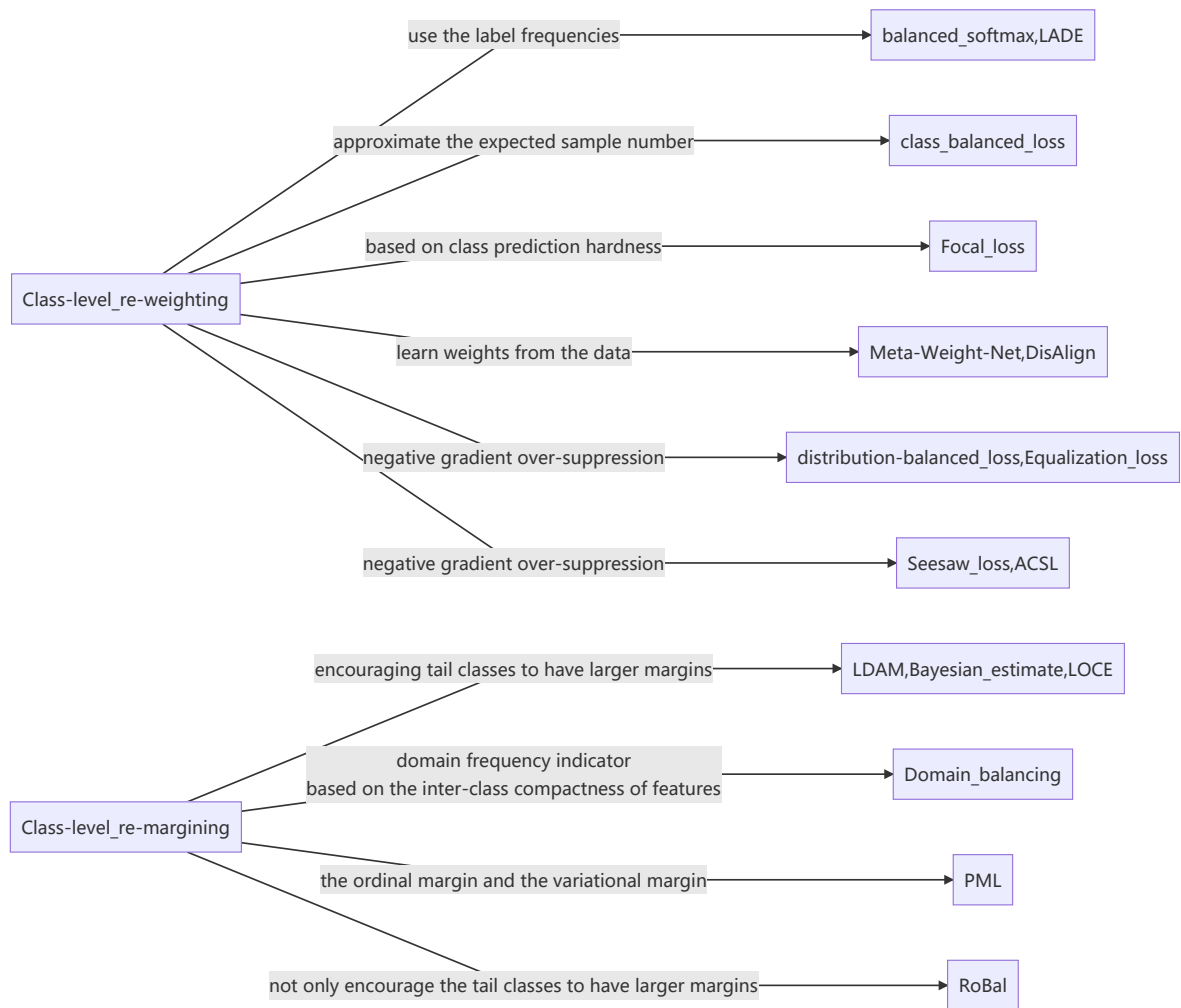 use the label frequencies
balanced_softmax,LADE
approximate the expected sample number
class_balanced_loss
based on class prediction hardness
Focal_loss
Class-level_re-weighting
learn weights from the data
Meta-Weight-Net,DisAlign
negative gradient over-suppression
distribution-balanced_loss,Equalization_loss
negative gradient over-suppression
Seesaw_loss,ACSL
encouraging tail classes to have larger margins
LDAM,Bayesian_estimate,LOCE
domain frequency indicator
based on the inter-class compactness of features
Domain_balancing
Class-level_re-margining
the ordinal margin and the variational margin
PML
not only encourage the tail classes to have larger margins
RoBal